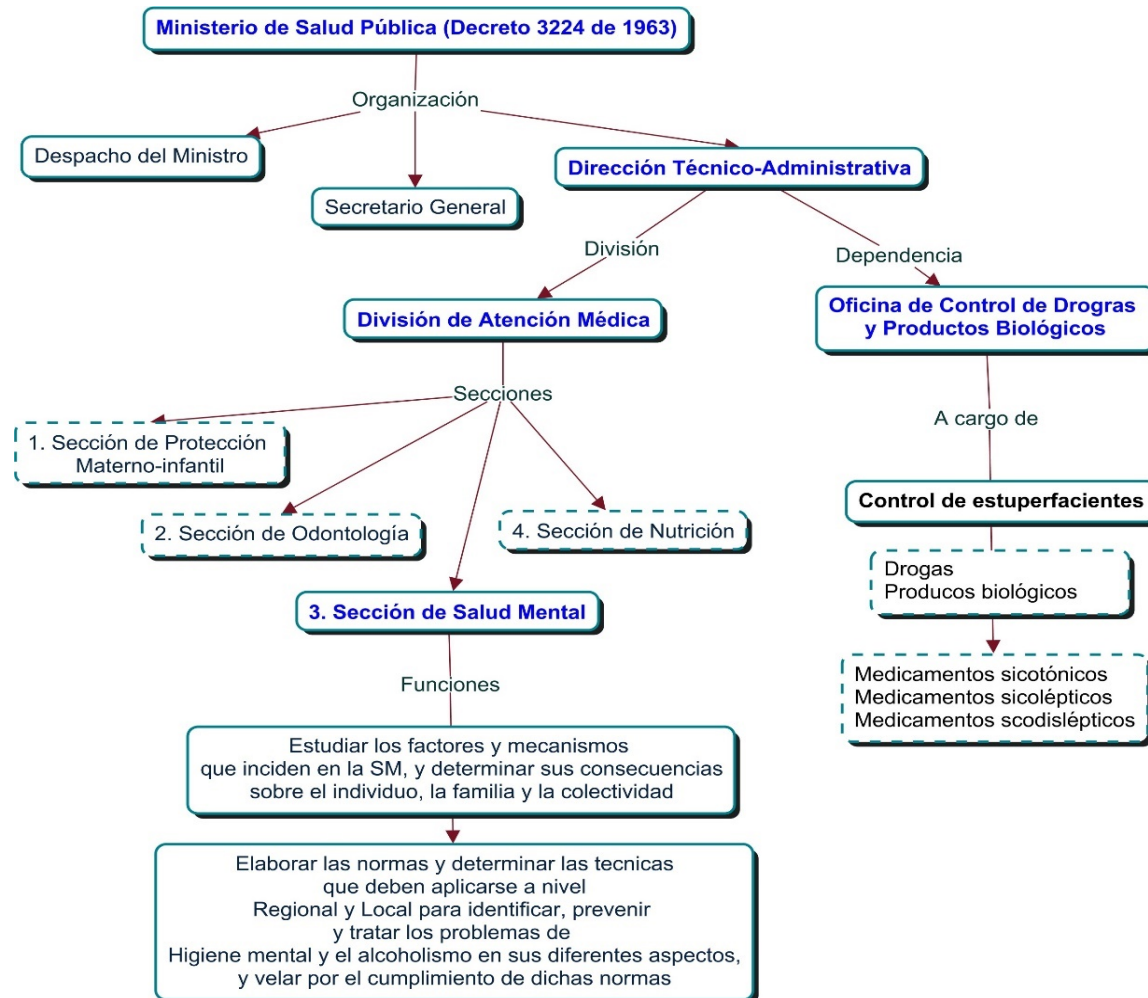 Ministerio de Salud Pública (Decreto 3224 de 1963)
Organización
Despacho del Ministro
Secretario General
Dirección Técnico-Administrativa
División
Dependencia
División de Atención Médica
Oficina de Control de Drogras
y Productos Biológicos
Secciones
A cargo de
1. Sección de Protección
Materno-infantil
2. Sección de Odontología
4. Sección de Nutrición
3. Sección de Salud Mental
Control de estuperfacientes
Drogas
Producos biológicos
Medicamentos sicotónicos
Medicamentos sicolépticos
Medicamentos scodislépticos
Funciones
Estudiar los factores y mecanismos
que inciden en la SM, y determinar sus consecuencias
sobre el individuo, la familia y la colectividad
Elaborar las normas y determinar las tecnicas
que deben aplicarse a nivel
Regional y Local para identificar, prevenir
y tratar los problemas de
Higiene mental y el alcoholismo en sus diferentes aspectos,
y velar por el cumplimiento de dichas normas